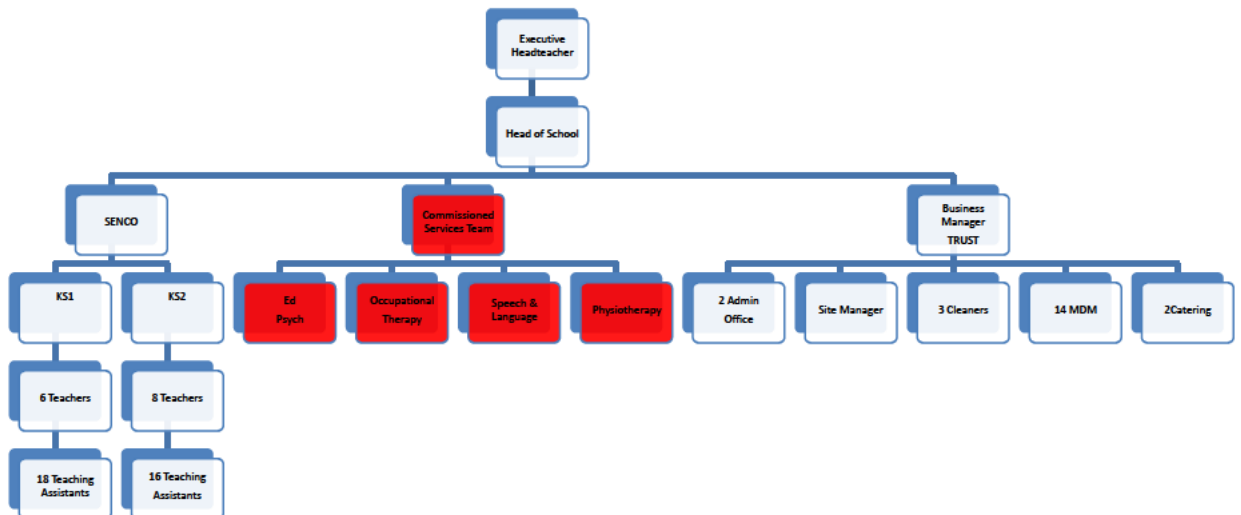 Executive
Headteacher
Head of School
SENCO
Commissioned
Services Team
Business
Manager
TRUST
KS1
KS2
Ed
Psych
Occupational
Therapy
Speech &
Language
Physiotherapy
2 Admin
Office
Site Manager
3 Cleaners
14 MDM
2Catering
6 Teachers
8 Teachers
18 Teaching
Assistants
16 Teaching
Assistants